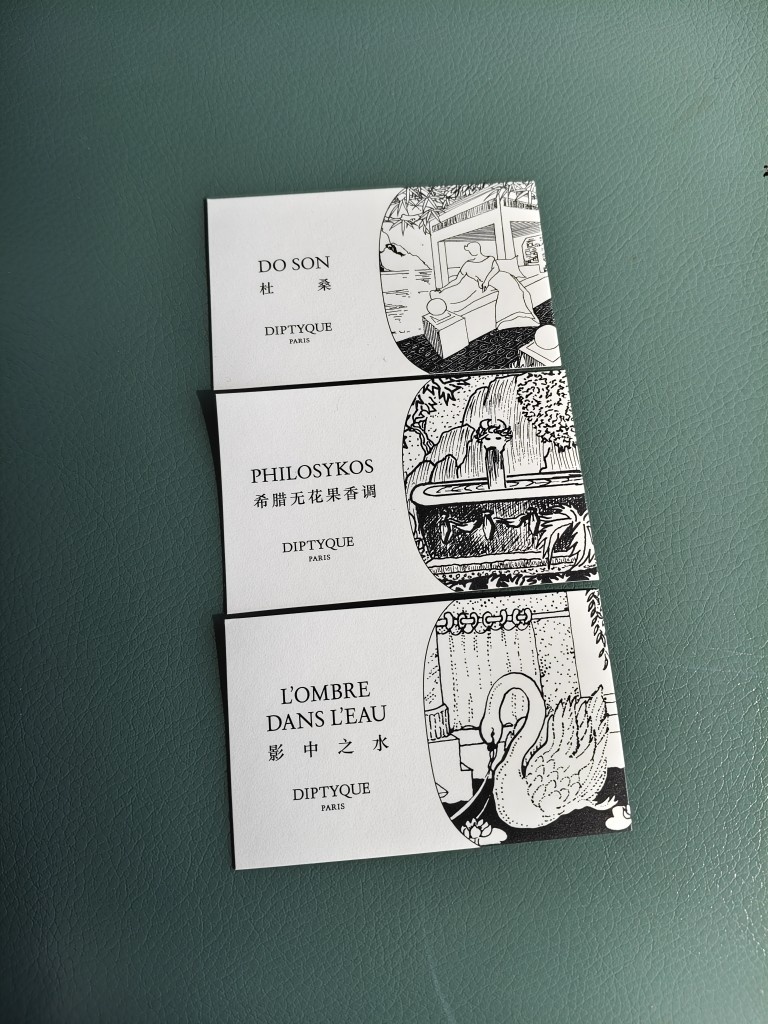 DO SON
杜 桑
DIPTYQUE
PARIS
PHILOSYKOS
希腊无花果香调
DIPTYQUE
PARIS
L'OMBRE
DANS L'EAU
影中之水
DIPTYQUE
PARIS